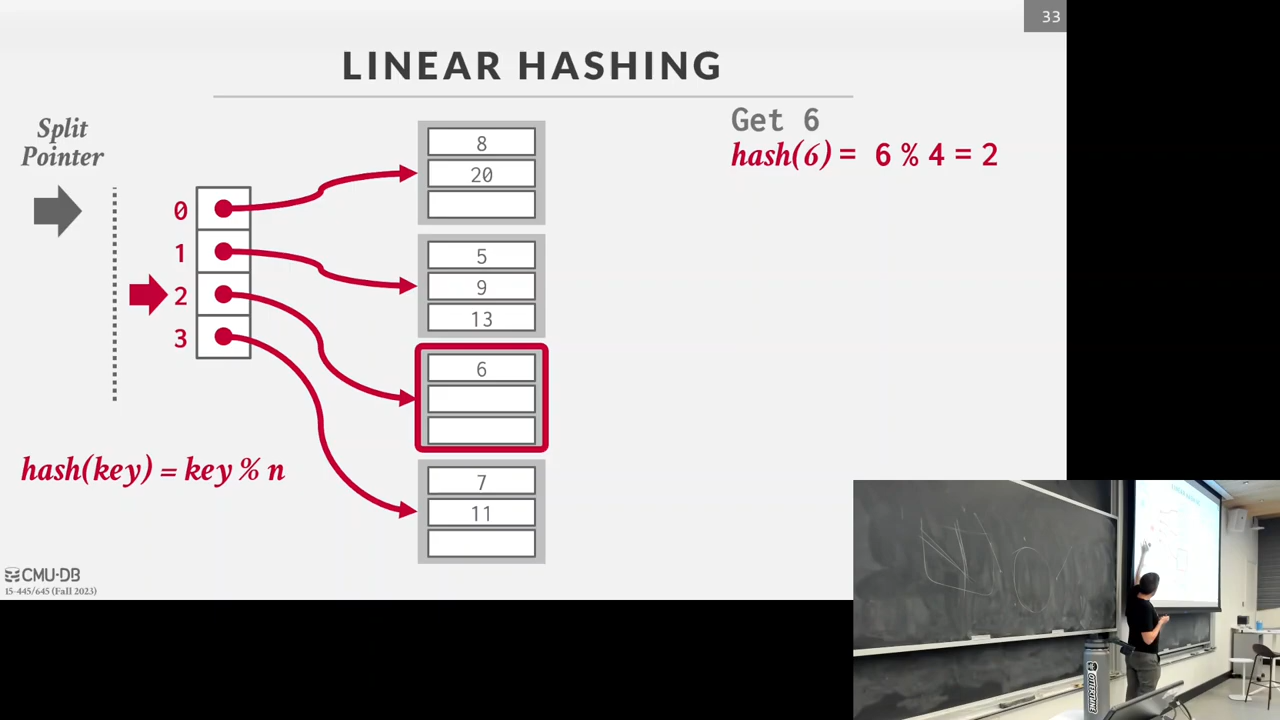 33
LINEAR HASHING
Split
Pointer
Get 6
hash(6) = 6 % 4 = 2
0
1
2
3
8
20
5
9
13
6
7
11
hash(key) = key % n
CMU·DB
15-445/645 (Fall 2023)